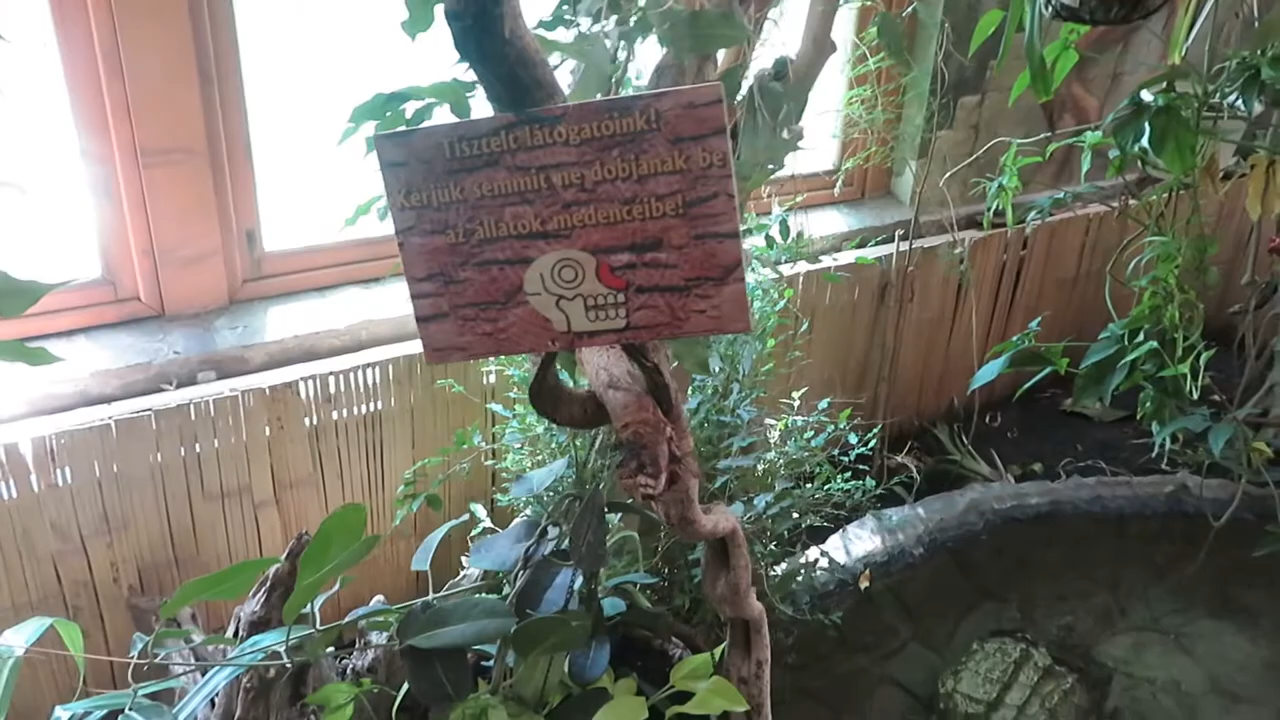 Tisztelt látogatóink!
Kérjük semmit ne dobjanak be
az állatok medencéibe!